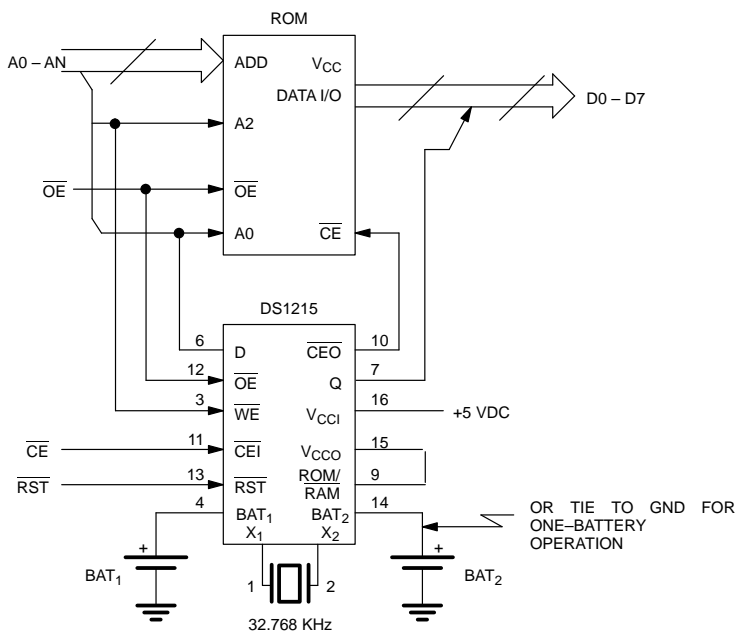 ROM
A0 – AN
ADD
VCC
DATA I/O
D0 – D7
A2
OE
OE
A0
CE
DS1215
6
D
CEO
10
12
OE
Q
7
3
WE
VCCI
16
+5 VDC
CE
11
CEI
VCCO
15
RST
13
RST
ROM/
RAM
9
4
BAT1
BAT2
14
X1
X2
OR TIE TO GND FOR
ONE–BATTERY
OPERATION
+
+
BAT1
1
2
BAT2
32.768 KHz